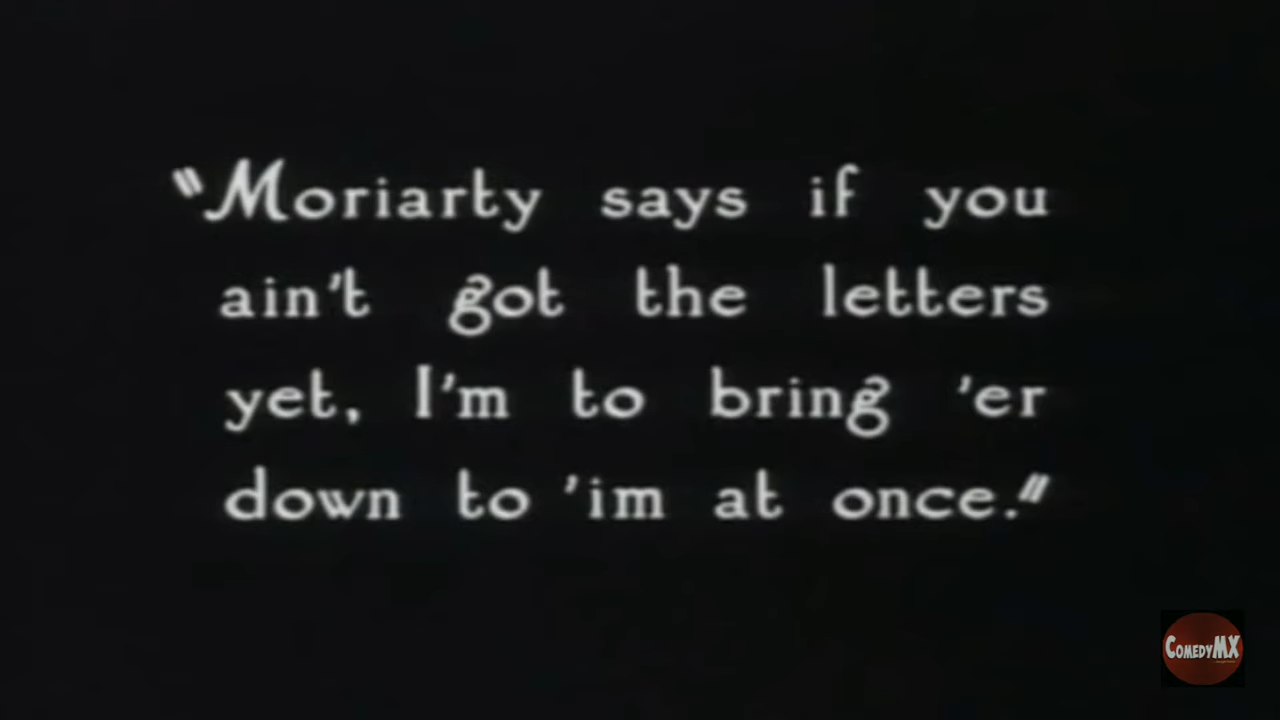 "Moriarty says if you
ain't got the letters
yet, I'm to bring 'er
down to 'im at once."
COMEDYMX